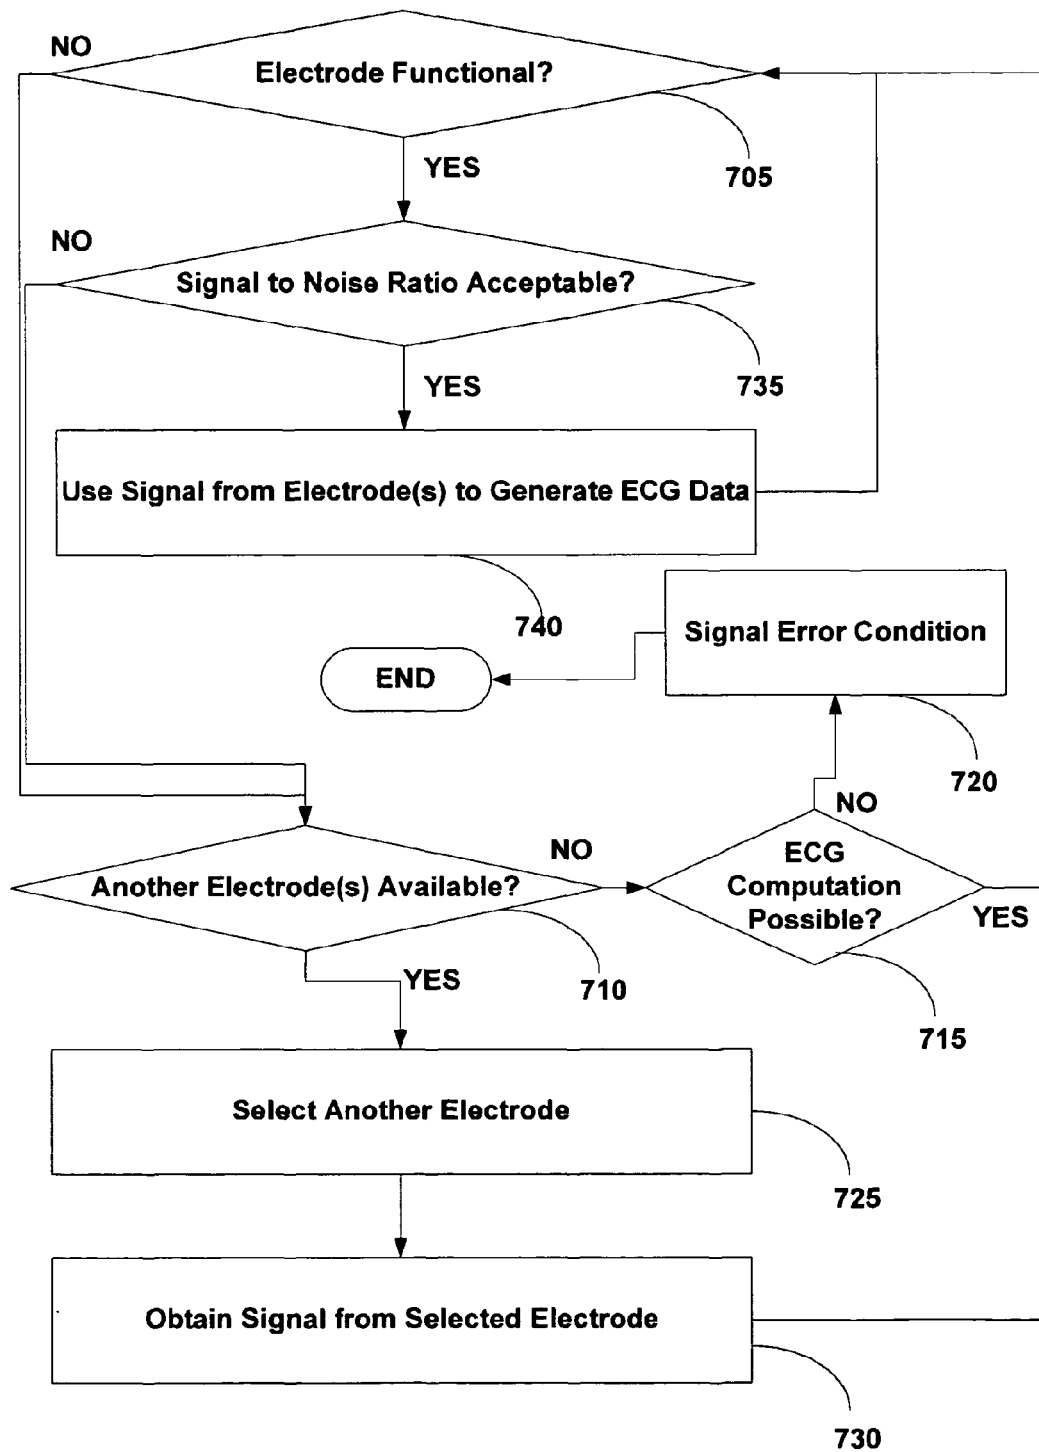 NO
Electrode Functional?
705
YES
NO
Signal to Noise Ratio Acceptable?
735
YES
Use Signal from Electrode(s) to Generate ECG Data
740
Signal Error Condition
END
720
NO
Another Electrode(s) Available?
NO
ECG
Computation
Possible?
YES
710
YES
715
Select Another Electrode
725
Obtain Signal from Selected Electrode
730